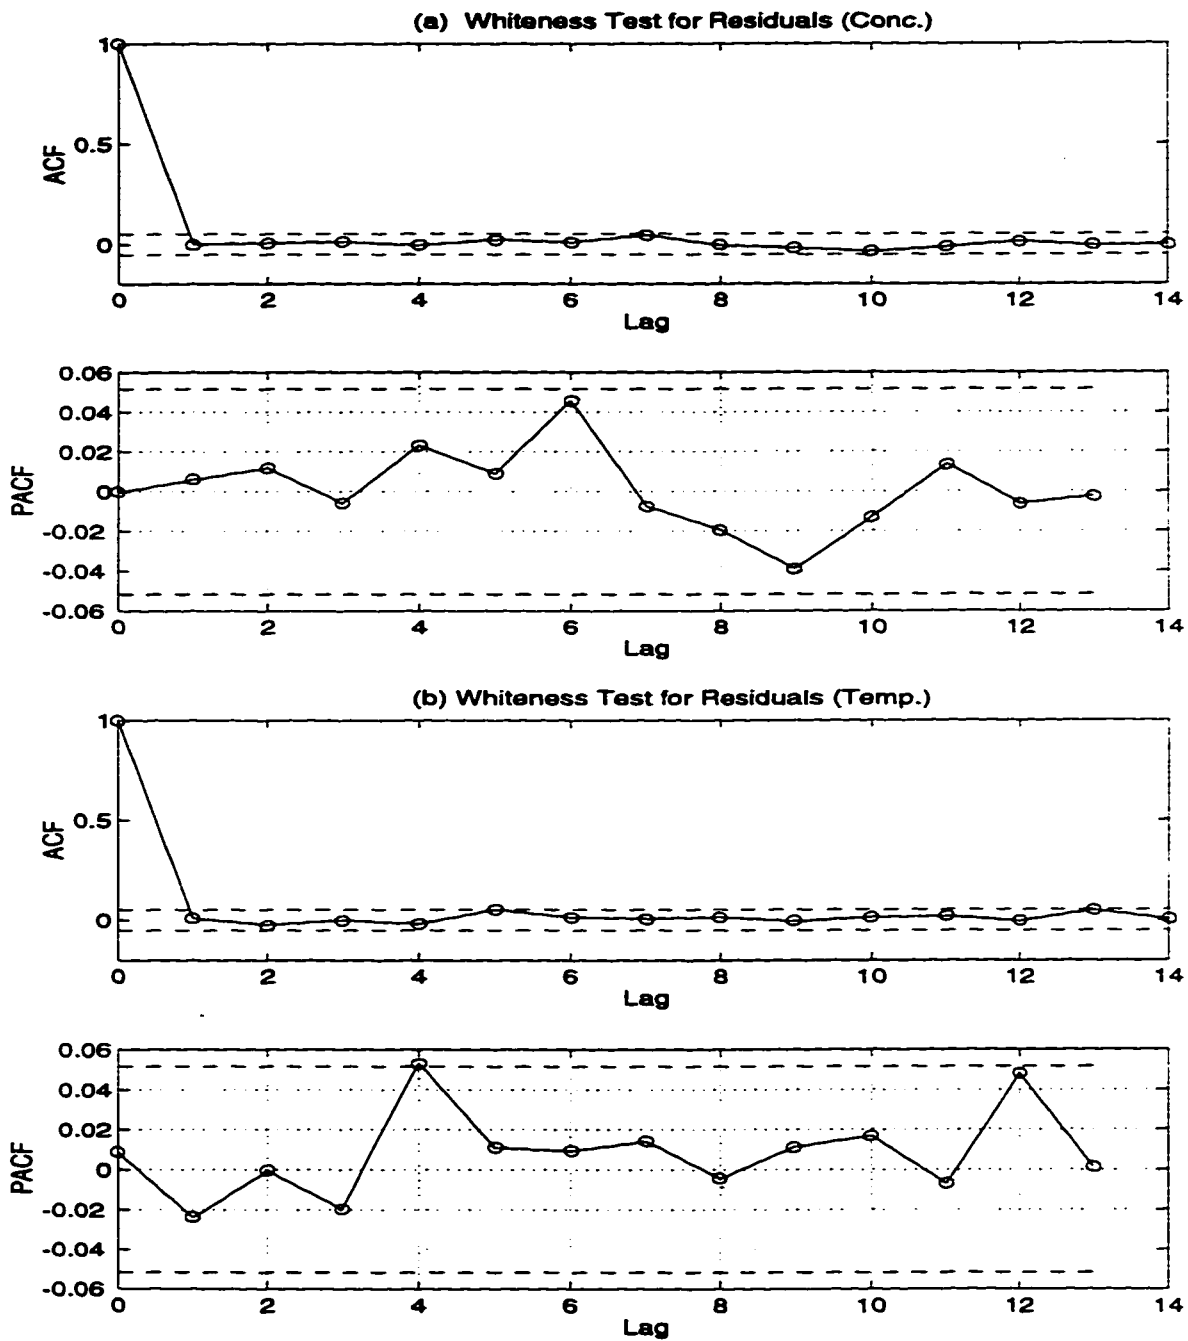 (a) Whiteness Test for Residuals (Conc.)
1
0.5
0
ACF
0 2 4 6 8 10 12 14
Lag
0.06
0.04
0.02
0
-0.02
-0.04
-0.06
PACF
0 2 4 6 8 10 12 14
Lag
(b) Whiteness Test for Residuals (Temp.)
1
0.5
0
ACF
0 2 4 6 8 10 12 14
Lag
0.06
0.04
0.02
0
-0.02
-0.04
-0.06
PACF
0 2 4 6 8 10 12 14
Lag